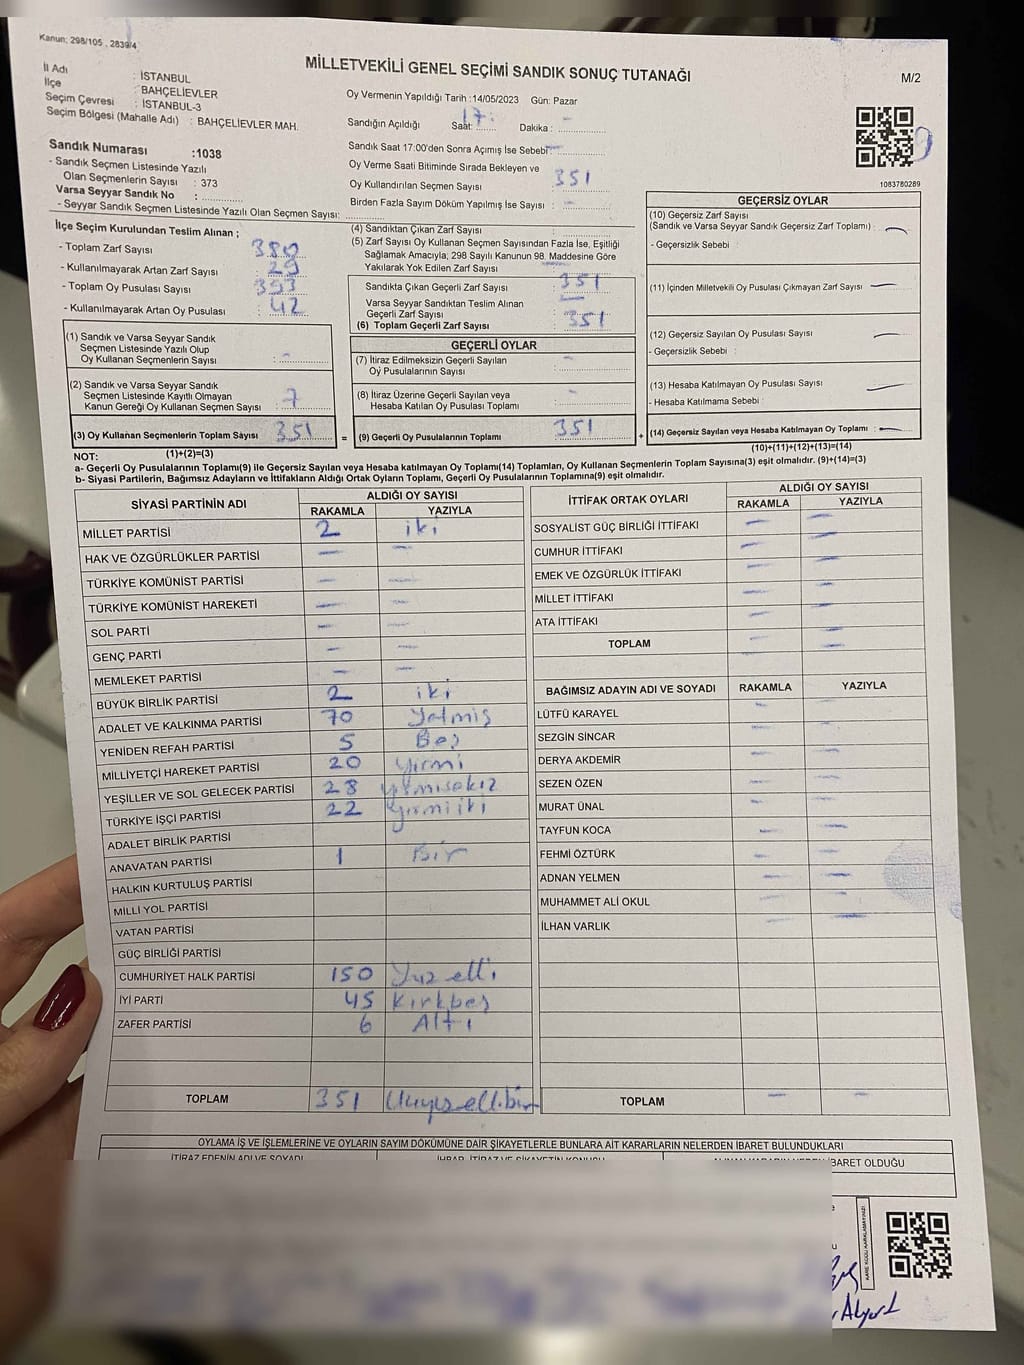 Kanun; 298/105 , 2839/4
MİLLETVEKİLİ GENEL SEÇİMİ SANDIK SONUÇ TUTANAĞI
M/2
İl Adı : İSTANBUL
İlçe : BAHÇELİEVLER
Seçim Çevresi : İSTANBUL-3
Seçim Bölgesi (Mahalle Adı) : BAHÇELİEVLER MAH.
Oy Vermenin Yapıldığı Tarih :14/05/2023 Gün: Pazar
Sandığın Açıldığı Saat: 17: Dakika : -
Sandık Saat 17:00'den Sonra Açımış İse Sebebi -
Oy Verme Saati Bitiminde Sırada Bekleyen ve
Oy Kullandırılan Seçmen Sayısı : 351
Birden Fazla Sayım Döküm Yapılmış İse Sayısı : -
Sandık Numarası :1038
- Sandık Seçmen Listesinde Yazılı
Olan Seçmenlerin Sayısı : 373
Varsa Seyyar Sandık No :
- Seyyar Sandık Seçmen Listesinde Yazılı Olan Seçmen Sayısı:
1083780289
İlçe Seçim Kurulundan Teslim Alınan ;
- Toplam Zarf Sayısı : 380
- Kullanılmayarak Artan Zarf Sayısı : 29
- Toplam Oy Pusulası Sayısı : 393
- Kullanılmayarak Artan Oy Pusulası : 42
(1) Sandık ve Varsa Seyyar Sandık
Seçmen Listesinde Yazılı Olup
Oy Kullanan Seçmenlerin Sayısı : -
(2) Sandık ve Varsa Seyyar Sandık
Seçmen Listesinde Kayıtlı Olmayan
Kanun Gereği Oy Kullanan Seçmen Sayısı : 7
(3) Oy Kullanan Seçmenlerin Toplam Sayısı 351
(1)+(2)=(3)
(4) Sandıktan Çıkan Zarf Sayısı :
(5) Zarf Sayısı Oy Kullanan Seçmen Sayısından Fazla İse, Eşitliği
Sağlamak Amacıyla; 298 Sayılı Kanunun 98. Maddesine Göre
Yakılarak Yok Edilen Zarf Sayısı :
Sandıkta Çıkan Geçerli Zarf Sayısı : 351
Varsa Seyyar Sandıktan Teslim Alınan
Geçerli Zarf Sayısı : -
(6) Toplam Geçerli Zarf Sayısı : 351
GEÇERLİ OYLAR
(7) İtiraz Edilmeksizin Geçerli Sayılan
Oy Pusulalarının Sayısı : -
(8) İtiraz Üzerine Geçerli Sayılan veya
Hesaba Katılan Oy Pusulası Toplamı : -
= (9) Geçerli Oy Pusulalarının Toplamı 351 +
GEÇERSİZ OYLAR
(10) Geçersiz Zarf Sayısı
(Sandık ve Varsa Seyyar Sandık Geçersiz Zarf Toplamı) : -
- Geçersizlik Sebebi :
(11) İçinden Milletvekili Oy Pusulası Çıkmayan Zarf Sayısı -
(12) Geçersiz Sayılan Oy Pusulası Sayısı : -
- Geçersizlik Sebebi :
(13) Hesaba Katılmayan Oy Pusulası Sayısı : -
- Hesaba Katılmama Sebebi :
(14) Geçersiz Sayılan veya Hesaba Katılmayan Oy Toplamı : -
(10)+(11)+(12)+(13)=(14)
NOT:
a- Geçerli Oy Pusulalarının Toplamı(9) ile Geçersiz Sayılan veya Hesaba katılmayan Oy Toplamı(14) Toplamları, Oy Kullanan Seçmenlerin Toplam Sayısına(3) eşit olmalıdır. (9)+(14)=(3)
b- Siyasi Partilerin, Bağımsız Adayların ve İttifakların Aldığı Ortak Oyların Toplamı, Geçerli Oy Pusulalarının Toplamına(9) eşit olmalıdır.
SİYASİ PARTİNİN ADI ALDIĞI OY SAYISI
RAKAMLA YAZIYLA
MİLLET PARTİSİ 2 iki
HAK VE ÖZGÜRLÜKLER PARTİSİ - -
TÜRKİYE KOMÜNİST PARTİSİ - -
TÜRKİYE KOMÜNİST HAREKETİ - -
SOL PARTİ - -
GENÇ PARTİ - -
MEMLEKET PARTİSİ - -
BÜYÜK BİRLİK PARTİSİ 2 iki
ADALET VE KALKINMA PARTİSİ 70 Yetmiş
YENİDEN REFAH PARTİSİ 5 Beş
MİLLİYETÇİ HAREKET PARTİSİ 20 yirmi
YEŞİLLER VE SOL GELECEK PARTİSİ 28
TÜRKİYE İŞÇİ PARTİSİ 22 yirmiiki
ADALET BİRLİK PARTİSİ
ANAVATAN PARTİSİ 1 Bir
HALKIN KURTULUŞ PARTİSİ
MİLLİ YOL PARTİSİ
VATAN PARTİSİ
GÜÇ BİRLİĞİ PARTİSİ
CUMHURİYET HALK PARTİSİ 150 Yüz elli
İYİ PARTİ 45 Kırkbeş
ZAFER PARTİSİ 6 Altı
TOPLAM 351 Üçyüzellibir
İTTİFAK ORTAK OYLARI ALDIĞI OY SAYISI
RAKAMLA YAZIYLA
SOSYALİST GÜÇ BİRLİĞİ İTTİFAKI - -
CUMHUR İTTİFAKI - -
EMEK VE ÖZGÜRLÜK İTTİFAKI - -
MİLLET İTTİFAKI - -
ATA İTTİFAKI - -
TOPLAM - -
BAĞIMSIZ ADAYIN ADI VE SOYADI RAKAMLA YAZIYLA
LÜTFÜ KARAYEL - -
SEZGİN SİNCAR - -
DERYA AKDEMİR - -
SEZEN ÖZEN - -
MURAT ÜNAL - -
TAYFUN KOCA - -
FEHMİ ÖZTÜRK - -
ADNAN YELMEN - -
MUHAMMET ALİ OKUL - -
İLHAN VARLIK - -
TOPLAM - -
OYLAMA İŞ VE İŞLEMLERİNE VE OYLARIN SAYIM DÖKÜMÜNE DAİR ŞİKAYETLERLE BUNLARA AİT KARARLARIN NELERDEN İBARET BULUNDUKLARI
İTİRAZ EDENİN ADI VE SOYADI
İHBAR, İTİRAZ VE ŞİKAYETİN KONUSU
BARET OLDUĞU